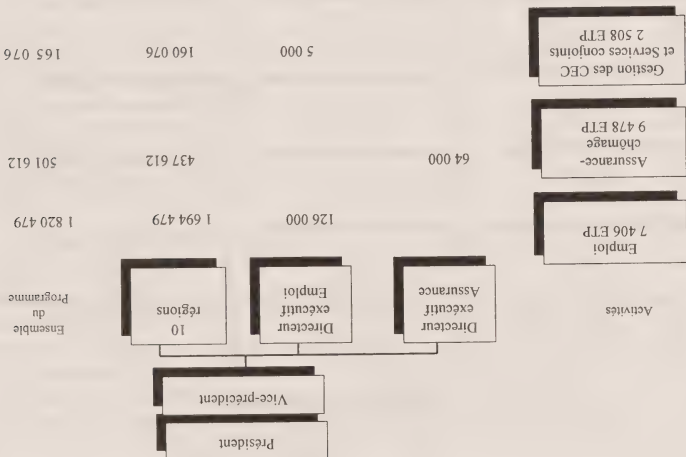 Président
Vice-président
Activités
Directeur
exécutif
Assurance
Directeur
exécutif
Emploi
10
régions
Ensemble
du
Programme
Emploi
7 406 ETP
126 000
1 694 479
1 820 479
Assurance-
chômage
9 478 ETP
64 000
437 612
501 612
Gestion des CEC
et Services conjoints
2 508 ETP
5 000
160 076
165 076